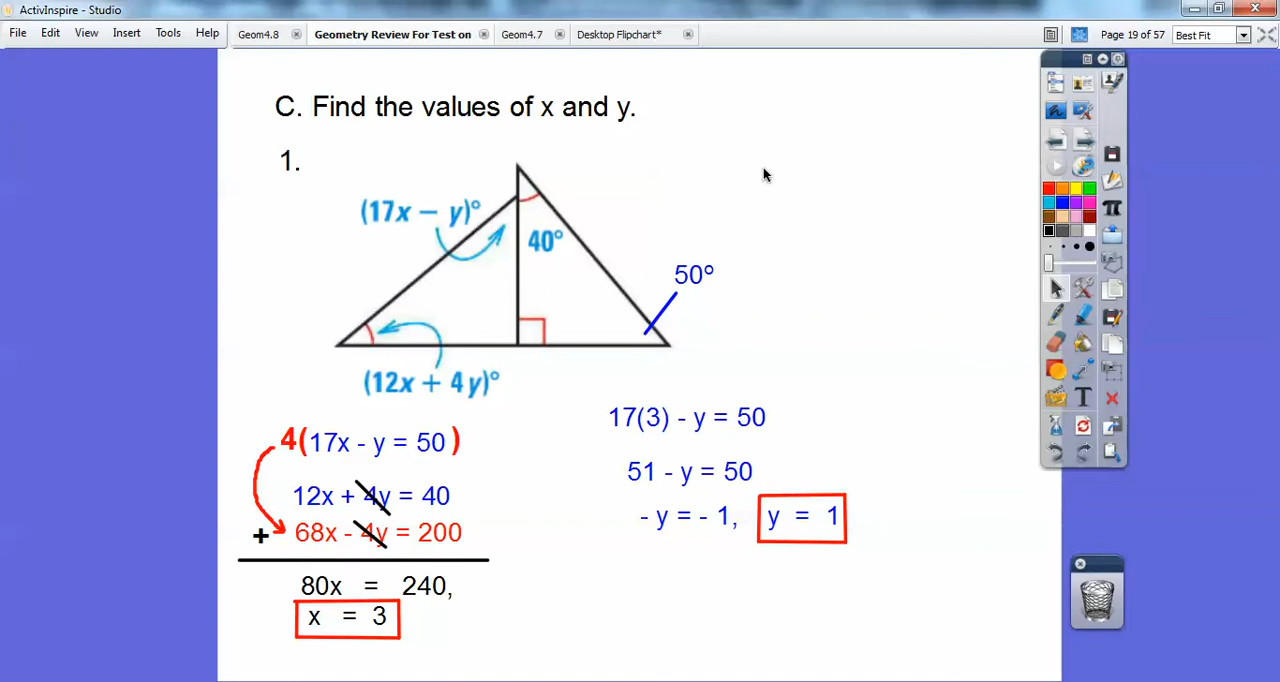 ActivInspire - Studio
File Edit View Insert Tools Help
Geom4.8 Geometry Review For Test on Geom4.7 Desktop Flipchart*
Page 19 of 57 Best Fit
C. Find the values of x and y.
1.
(17x − y)°
40°
50º
(12x + 4y)°
4(17x - y = 50)
12x + 4y = 40
+ 68x - 4y = 200
80x = 240,
x = 3
17(3) - y = 50
51 - y = 50
- y = - 1, y = 1